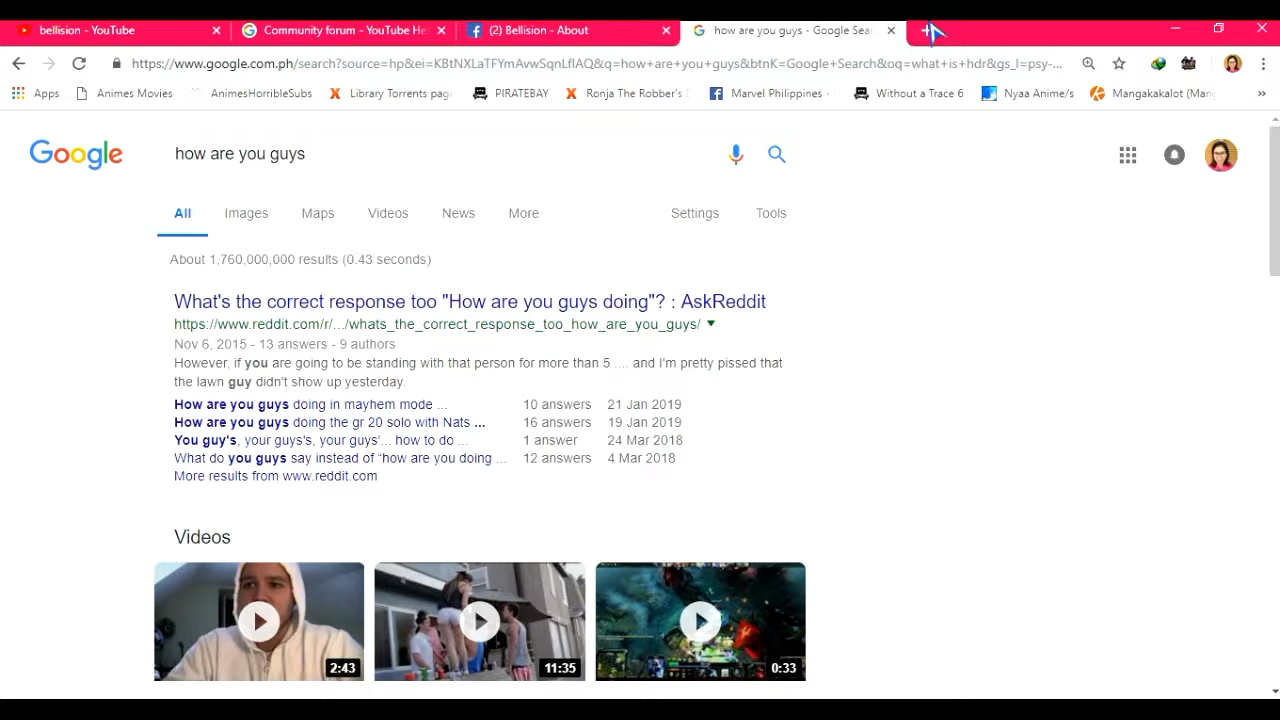 bellision - YouTube
Community forum - YouTube He
(2) Bellision - About
how are you guys - Google Sear
https://www.google.com.ph/search?source=hp&ei=KBtNXLaTFYmAvwSqnLfIAQ&q=how+are+you+guys&btnK=Google+Search&oq=what+is+hdr&gs_l=psy-...
Apps
Animes Movies
AnimesHorribleSubs
Library Torrents page
PIRATEBAY
Ronja The Robber's
Marvel Philippines -
Without a Trace 6
Nyaa Anime/s
Mangakakalot (Mang
»
Google
how are you guys
All
Images
Maps
Videos
News
More
Settings
Tools
About 1,760,000,000 results (0.43 seconds)
What's the correct response too "How are you guys doing"? : AskReddit
https://www.reddit.com/r/.../whats_the_correct_response_too_how_are_you_guys/
Nov 6, 2015 - 13 answers - 9 authors
However, if you are going to be standing with that person for more than 5 .... and I'm pretty pissed that
the lawn guy didn't show up yesterday.
How are you guys doing in mayhem mode ... 10 answers 21 Jan 2019
How are you guys doing the gr 20 solo with Nats ... 16 answers 19 Jan 2019
You guy's, your guys's, your guys'... how to do ... 1 answer 24 Mar 2018
What do you guys say instead of “how are you doing ... 12 answers 4 Mar 2018
More results from www.reddit.com
Videos
2:43
11:35
0:33